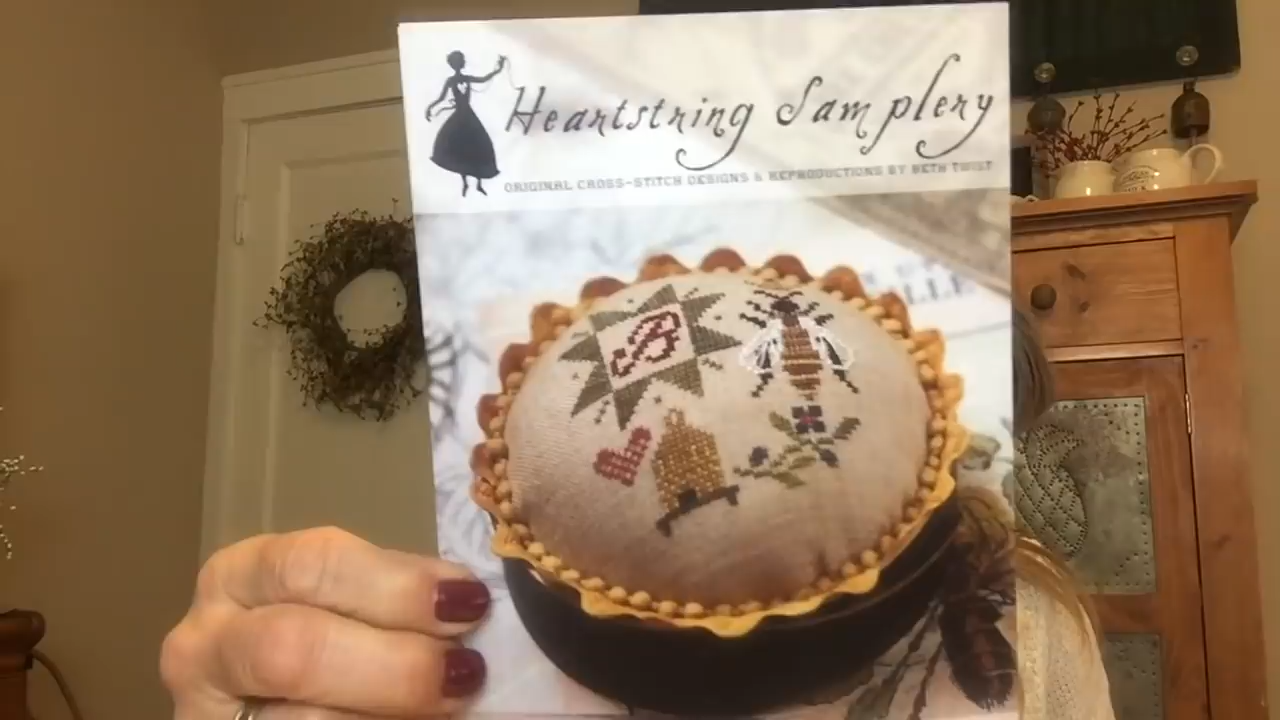 Heartstring Samplery
ORIGINAL CROSS-STITCH DESIGNS & REPRODUCTIONS BY BETH TWIST
B